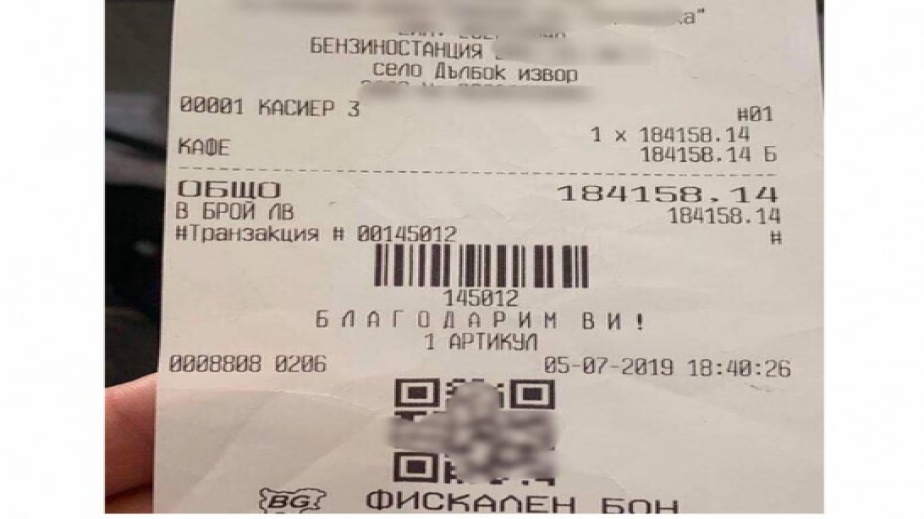 БЕНЗИНОСТАНЦИЯ
село Дълбок извор
00001 КАСИЕР 3 #01
1 x 184158.14
КАФЕ 184158.14 Б
ОБЩО 184158.14
В БРОЙ ЛВ 184158.14
#Транзакция # 00145012 #
145012
БЛАГОДАРИМ ВИ!
1 АРТИКУЛ
0008808 0206 05-07-2019 18:40:26
BG
ФИСКАЛЕН БОН